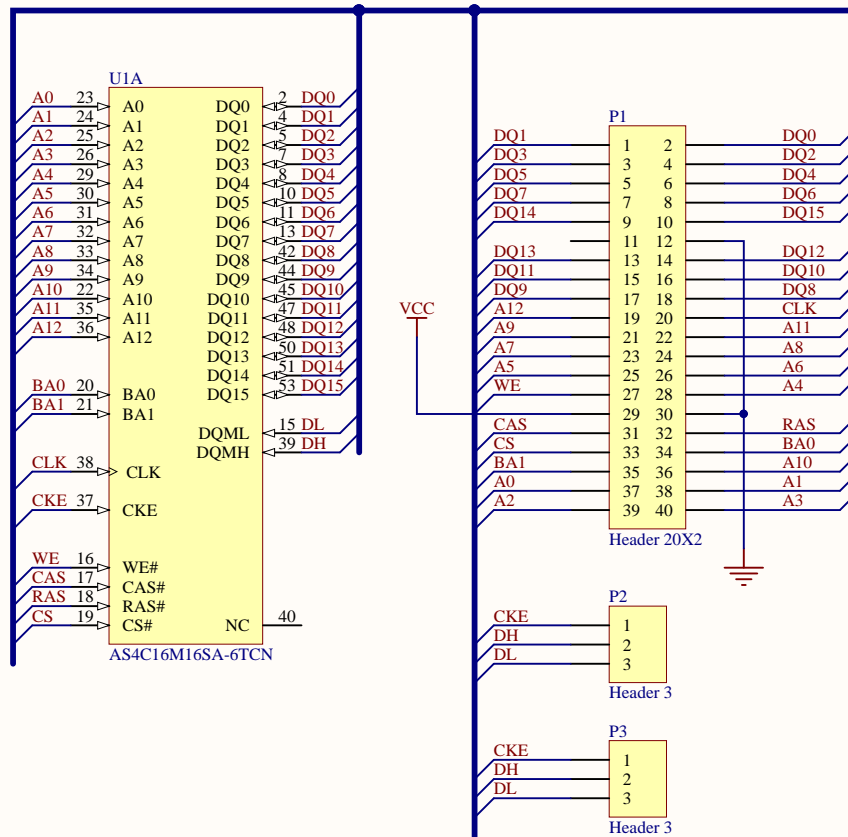 U1A
A0 23 A0 DQ0 2 DQ0
A1 24 A1 DQ1 4 DQ1
A2 25 A2 DQ2 5 DQ2
A3 26 A3 DQ3 7 DQ3
A4 29 A4 DQ4 8 DQ4
A5 30 A5 DQ5 10 DQ5
A6 31 A6 DQ6 11 DQ6
A7 32 A7 DQ7 13 DQ7
A8 33 A8 DQ8 42 DQ8
A9 34 A9 DQ9 44 DQ9
A10 22 A10 DQ10 45 DQ10
A11 35 A11 DQ11 47 DQ11
A12 36 A12 DQ12 48 DQ12
DQ13 50 DQ13
DQ14 51 DQ14
BA0 20 BA0 DQ15 53 DQ15
BA1 21 BA1
DQML 15 DL
DQMH 39 DH
CLK 38 CLK
CKE 37 CKE
WE 16 WE#
CAS 17 CAS#
RAS 18 RAS#
CS 19 CS# NC 40
AS4C16M16SA-6TCN
VCC
P1
DQ1 1 2 DQ0
DQ3 3 4 DQ2
DQ5 5 6 DQ4
DQ7 7 8 DQ6
DQ14 9 10 DQ15
11 12
DQ13 13 14 DQ12
DQ11 15 16 DQ10
DQ9 17 18 DQ8
A12 19 20 CLK
A9 21 22 A11
A7 23 24 A8
A5 25 26 A6
WE 27 28 A4
29 30
CAS 31 32 RAS
CS 33 34 BA0
BA1 35 36 A10
A0 37 38 A1
A2 39 40 A3
Header 20X2
P2
CKE 1
DH 2
DL 3
Header 3
P3
CKE 1
DH 2
DL 3
Header 3